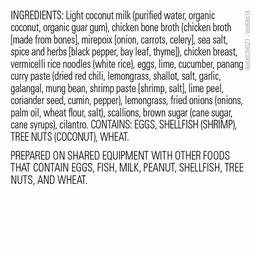 INGREDIENTS: Light coconut milk (purified water, organic
coconut, organic guar gum), chicken bone broth (chicken broth
[made from bones], mirepoix [onion, carrots, celery], sea salt,
spice and herbs [black pepper, bay leaf, thyme]), chicken breast,
vermicelli rice noodles (white rice), eggs, lime, cucumber, panang
curry paste (dried red chili, lemongrass, shallot, salt, garlic,
galangal, mung bean, shrimp paste [shrimp, salt], lime peel,
coriander seed, cumin, pepper), lemongrass, fried onions (onions,
palm oil, wheat flour, salt), scallions, brown sugar (cane sugar,
cane syrups), cilantro. CONTAINS: EGGS, SHELLFISH (SHRIMP),
TREE NUTS (COCONUT), WHEAT.
PREPARED ON SHARED EQUIPMENT WITH OTHER FOODS
THAT CONTAIN EGGS, FISH, MILK, PEANUT, SHELLFISH, TREE
NUTS, AND WHEAT.